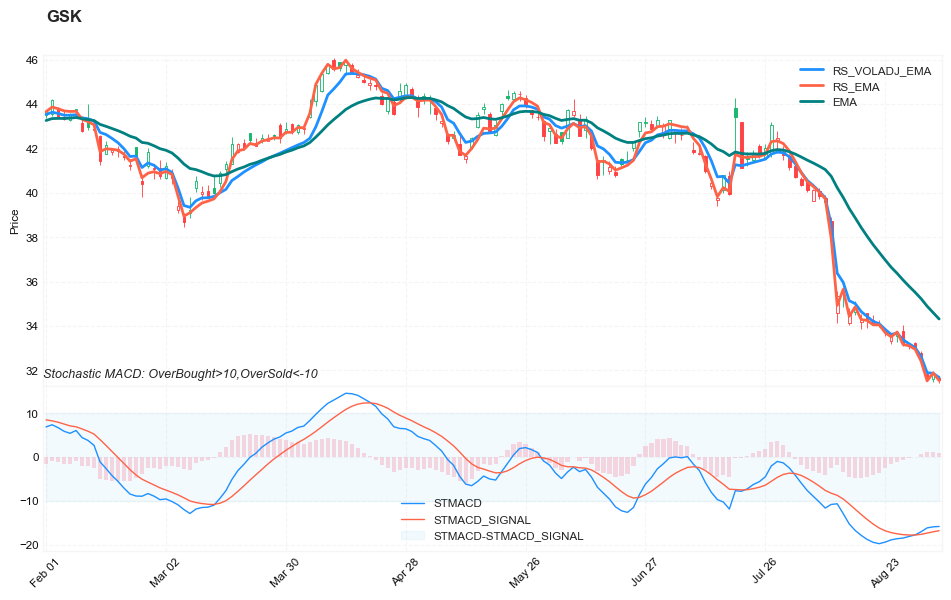 GSK
46
44
42
40
38
36
34
32
Price
RS_VOLADJ_EMA
RS_EMA
EMA
Stochastic MACD: OverBought>10,OverSold<-10
10
0
−10
−20
STMACD
STMACD_SIGNAL
STMACD-STMACD_SIGNAL
Feb 01
Mar 02
Mar 30
Apr 28
May 26
Jun 27
Jul 26
Aug 23